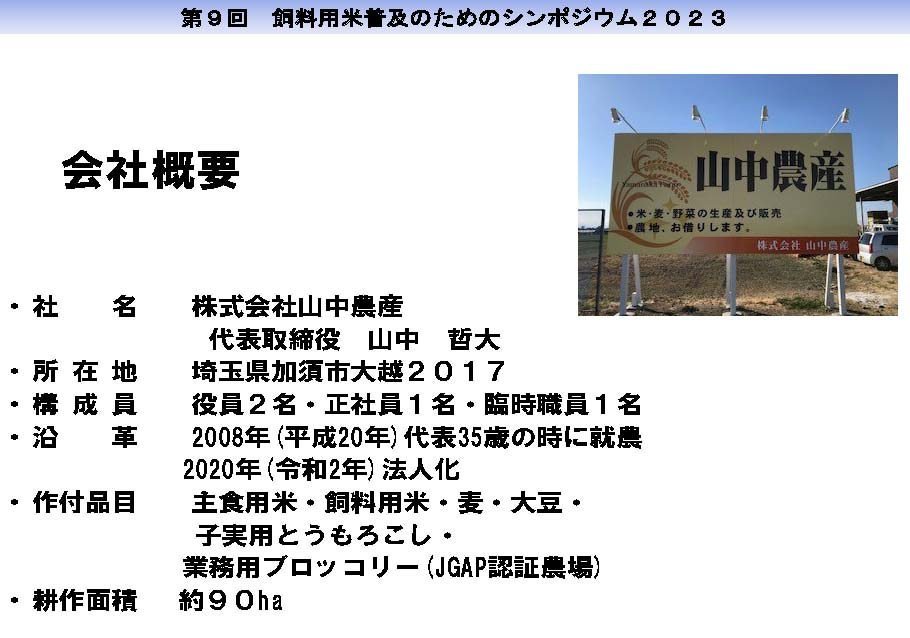 第９回　飼料用米普及のためのシンポジウム２０２３
会社概要
山中農産
●米・麦・野菜の生産及び販売
●農地、お借りします。
株式会社 山中農産
・社　　名　　株式会社山中農産
代表取締役　山中　哲大
・所 在 地　　埼玉県加須市大越２０１７
・構 成 員　　役員２名・正社員１名・臨時職員１名
・沿　　革　　2008年(平成20年)代表35歳の時に就農
2020年(令和2年)法人化
・作付品目　　主食用米・飼料用米・麦・大豆・
子実用とうもろこし・
業務用ブロッコリー(JGAP認証農場)
・耕作面積　　約９０ha